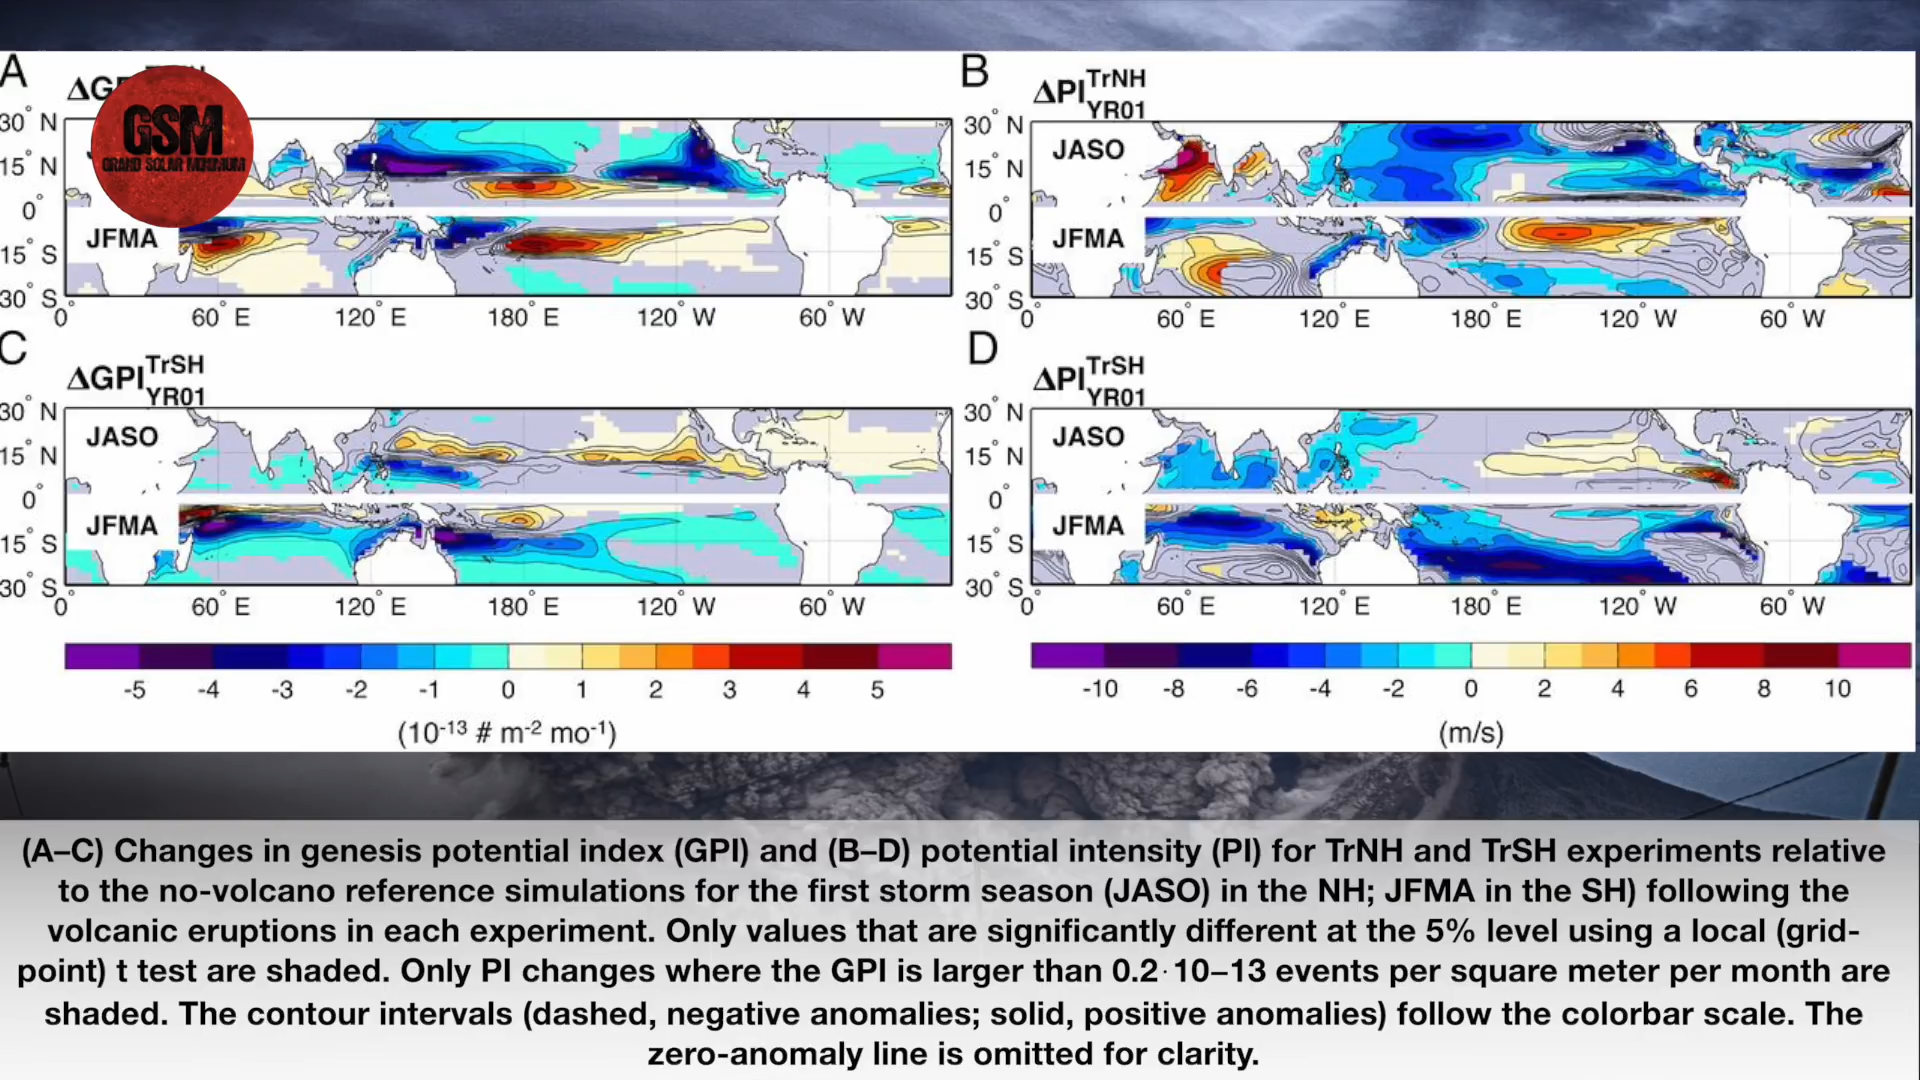 A
ΔG
GSM
GRAND SOLAR MINIMUM
30° N
15° N
0°
JFMA
15° S
30° S
0° 60° E 120° E 180° E 120° W 60° W
B
ΔPI TrNH YR01
30° N
JASO
15° N
0°
JFMA
15° S
30° S
0° 60° E 120° E 180° E 120° W 60° W
C
ΔGPI TrSH YR01
30° N
JASO
15° N
0°
JFMA
15° S
30° S
0° 60° E 120° E 180° E 120° W 60° W
D
ΔPI TrSH YR01
30° N
JASO
15° N
0°
JFMA
15° S
30° S
0° 60° E 120° E 180° E 120° W 60° W
-5 -4 -3 -2 -1 0 1 2 3 4 5
(10⁻¹³ # m⁻² mo⁻¹)
-10 -8 -6 -4 -2 0 2 4 6 8 10
(m/s)
(A–C) Changes in genesis potential index (GPI) and (B–D) potential intensity (PI) for TrNH and TrSH experiments relative
to the no-volcano reference simulations for the first storm season (JASO) in the NH; JFMA in the SH) following the
volcanic eruptions in each experiment. Only values that are significantly different at the 5% level using a local (grid-
point) t test are shaded. Only PI changes where the GPI is larger than 0.2·10–13 events per square meter per month are
shaded. The contour intervals (dashed, negative anomalies; solid, positive anomalies) follow the colorbar scale. The
zero-anomaly line is omitted for clarity.